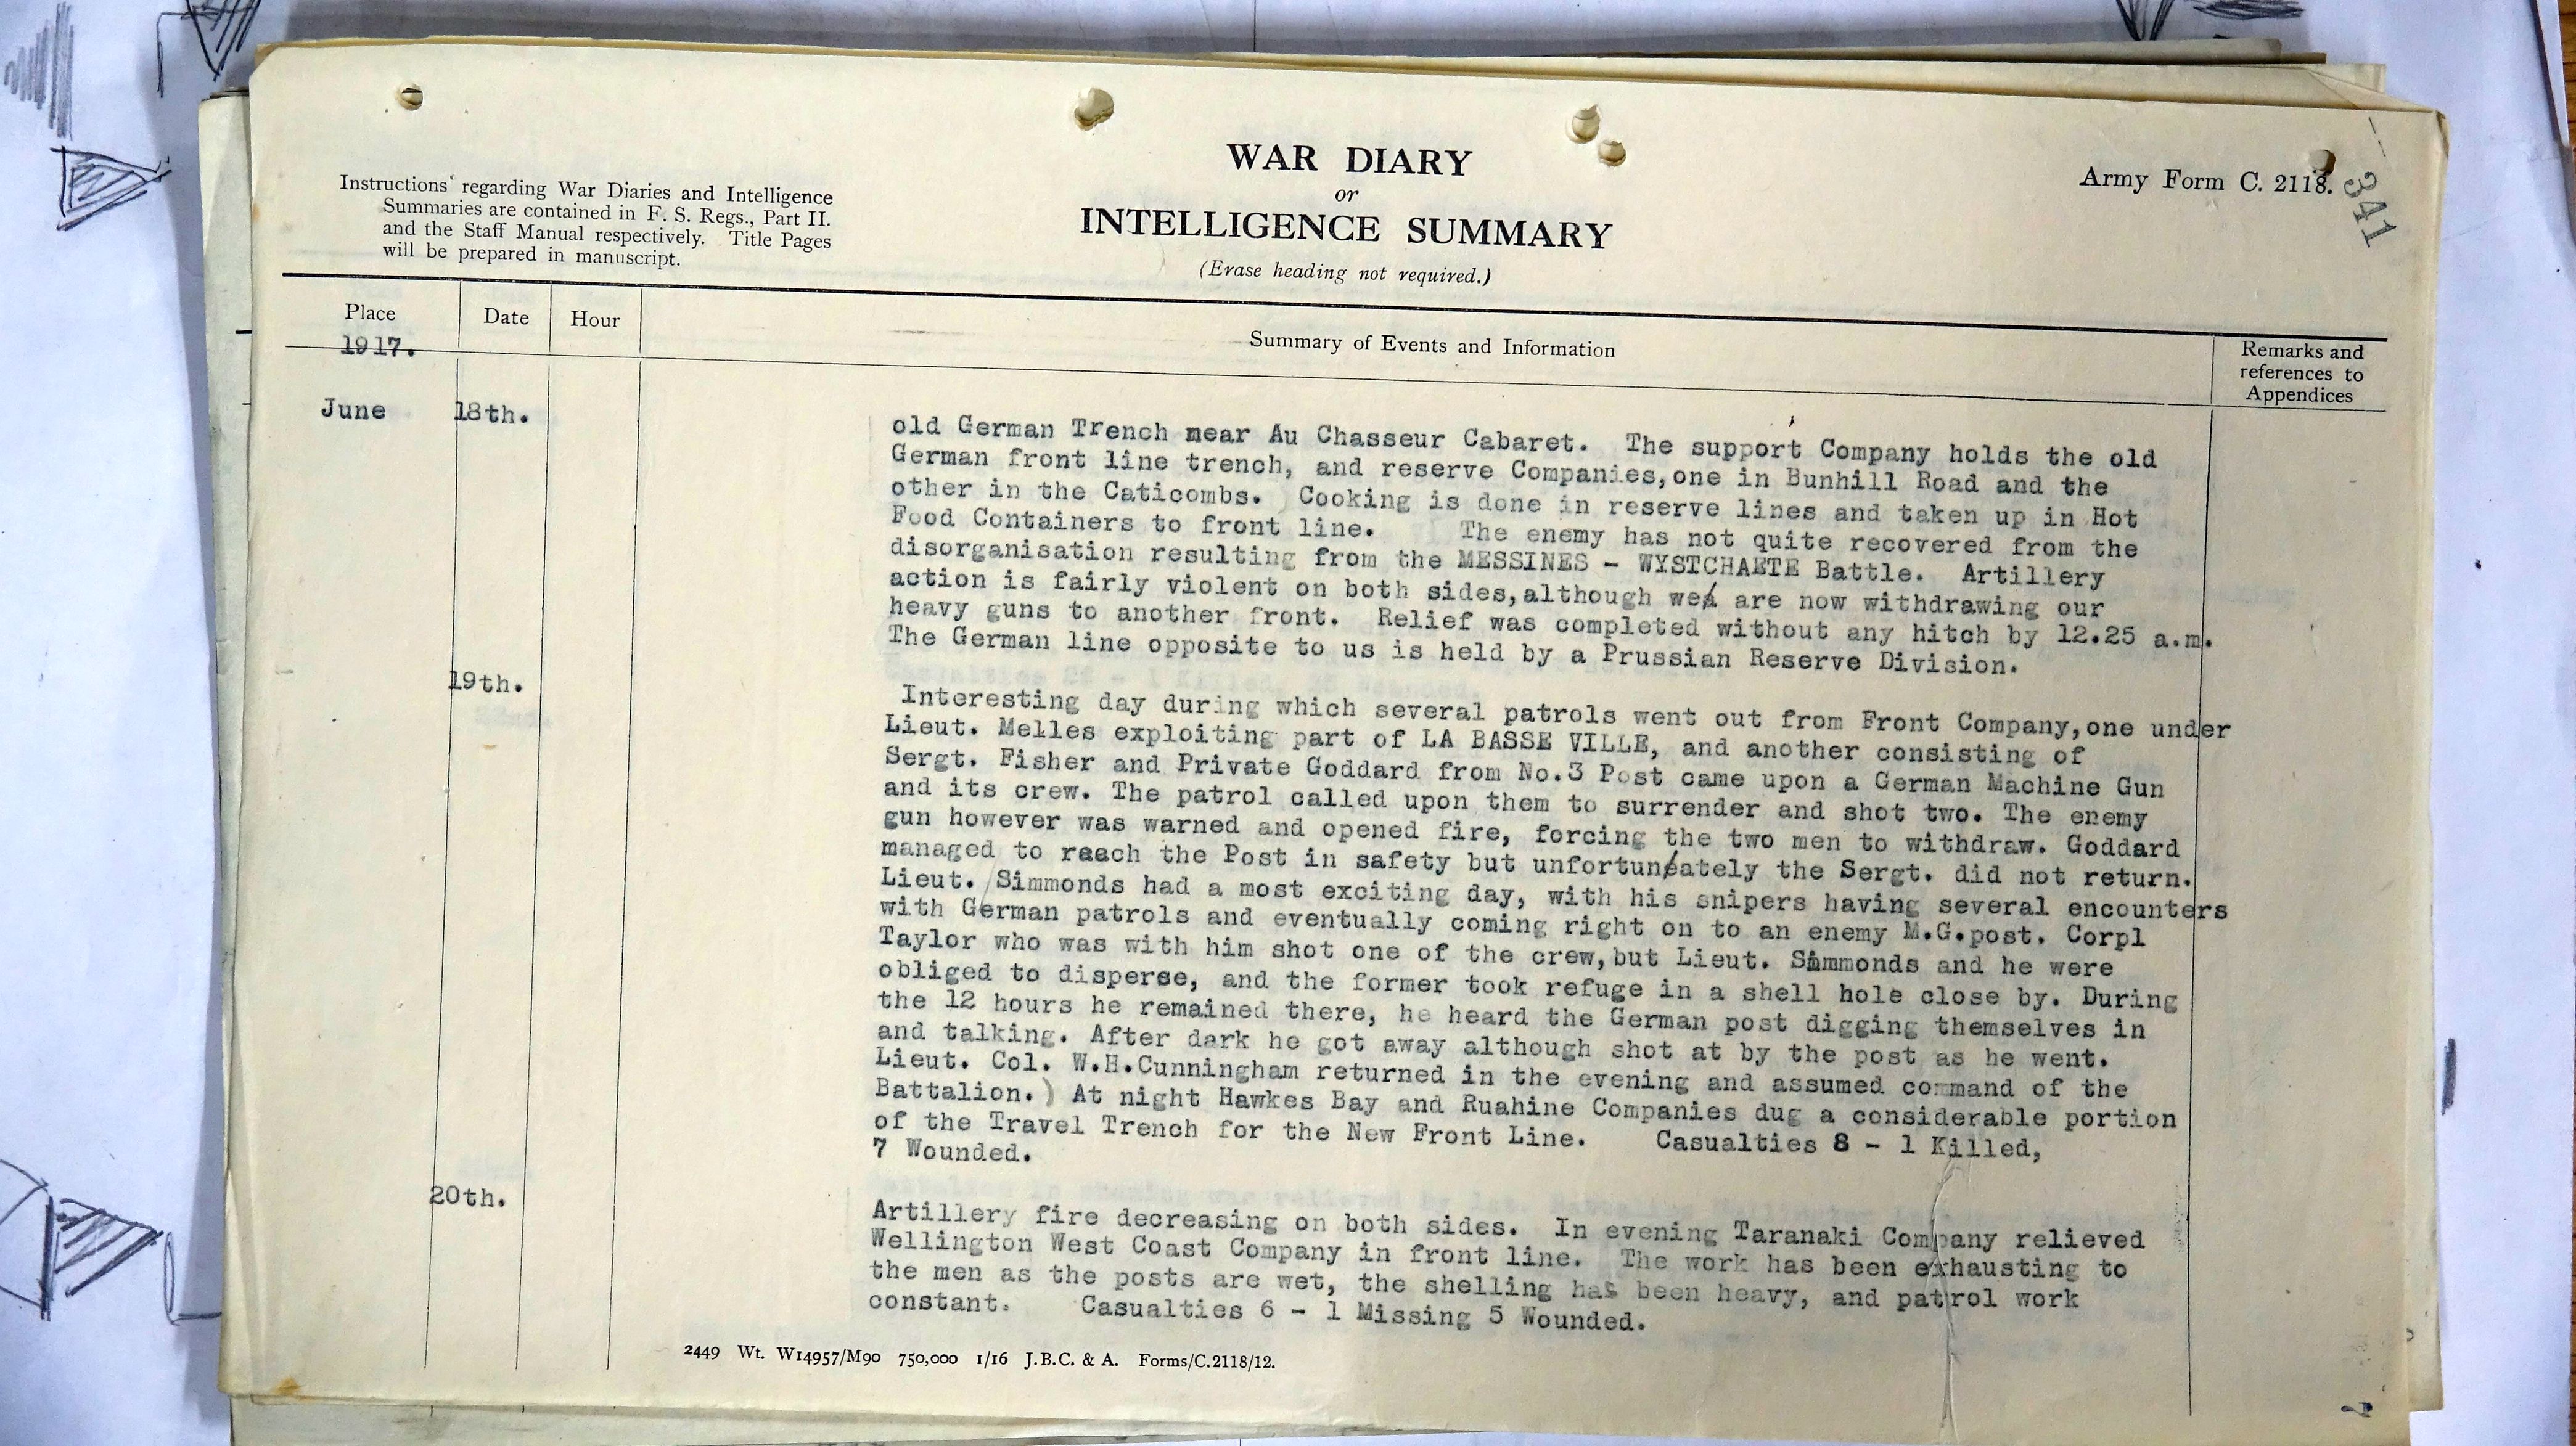 WAR DIARY
or
INTELLIGENCE SUMMARY
(Erase heading not required.)
Instructions regarding War Diaries and Intelligence
Summaries are contained in F. S. Regs., Part II.
and the Staff Manual respectively. Title Pages
will be prepared in manuscript.
Army Form C. 2118.
341
Place
Date
Hour
Summary of Events and Information
Remarks and
references to
Appendices
1917.
June 18th.
old German Trench near Au Chasseur Cabaret. The support Company holds the old
German front line trench, and reserve Companies,one in Bunhill Road and the
other in the Caticombs. Cooking is done in reserve lines and taken up in Hot
Food Containers to front line. The enemy has not quite recovered from the
disorganisation resulting from the MESSINES - WYSTCHAETE Battle. Artillery
action is fairly violent on both sides,although we are now withdrawing our
heavy guns to another front. Relief was completed without any hitch by 12.25 a.m.
The German line opposite to us is held by a Prussian Reserve Division.
19th.
Interesting day during which several patrols went out from Front Company,one under
Lieut. Melles exploiting part of LA BASSE VILLE, and another consisting of
Sergt. Fisher and Private Goddard from No.3 Post came upon a German Machine Gun
and its crew. The patrol called upon them to surrender and shot two. The enemy
gun however was warned and opened fire, forcing the two men to withdraw. Goddard
managed to raach the Post in safety but unfortunately the Sergt. did not return.
Lieut. Simmonds had a most exciting day, with his snipers having several encounters
with German patrols and eventually coming right on to an enemy M.G.post. Corpl
Taylor who was with him shot one of the crew,but Lieut. Simmonds and he were
obliged to disperse, and the former took refuge in a shell hole close by. During
the 12 hours he remained there, he heard the German post digging themselves in
and talking. After dark he got away although shot at by the post as he went.
Lieut. Col. W.H.Cunningham returned in the evening and assumed command of the
Battalion.) At night Hawkes Bay and Ruahine Companies dug a considerable portion
of the Travel Trench for the New Front Line. Casualties 8 - 1 Killed,
7 Wounded.
20th.
Artillery fire decreasing on both sides. In evening Taranaki Company relieved
Wellington West Coast Company in front line. The work has been exhausting to
the men as the posts are wet, the shelling has been heavy, and patrol work
constant. Casualties 6 - 1 Missing 5 Wounded.
2449 Wt. W14957/M90 750,000 1/16 J.B.C. & A. Forms/C.2118/12.